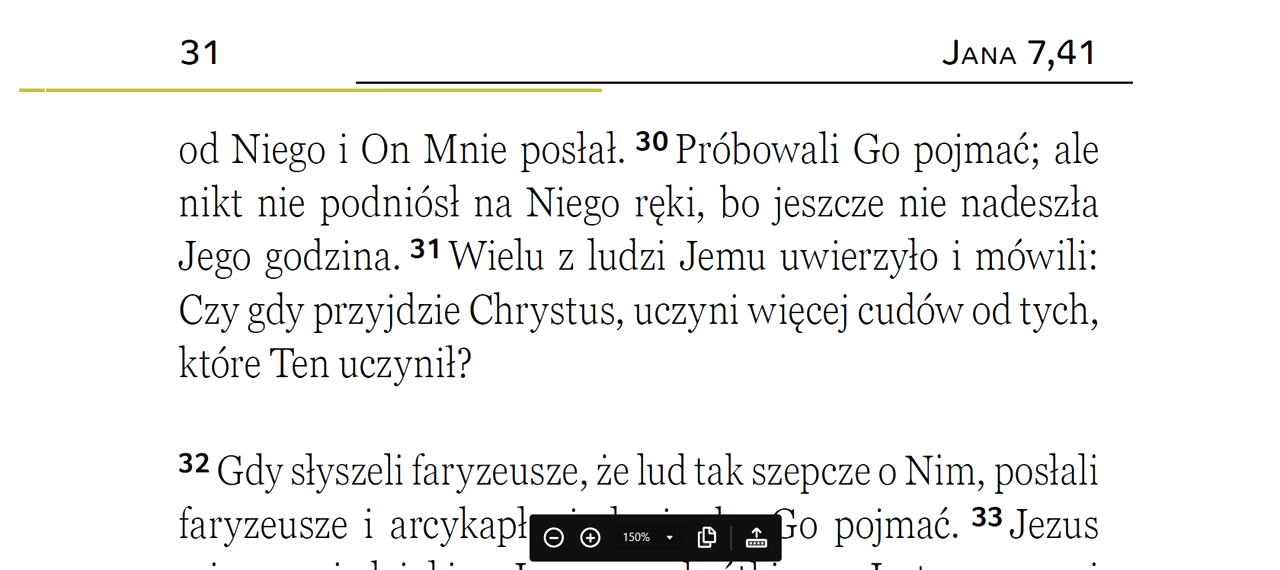 31
Jana 7,41
od Niego i On Mnie posłał. 30 Próbowali Go pojmać; ale
nikt nie podniósł na Niego ręki, bo jeszcze nie nadeszła
Jego godzina. 31 Wielu z ludzi Jemu uwierzyło i mówili:
Czy gdy przyjdzie Chrystus, uczyni więcej cudów od tych,
które Ten uczynił?
32 Gdy słyszeli faryzeusze, że lud tak szepcze o Nim, posłali
faryzeusze i Go pojmać. 33 Jezus
150%